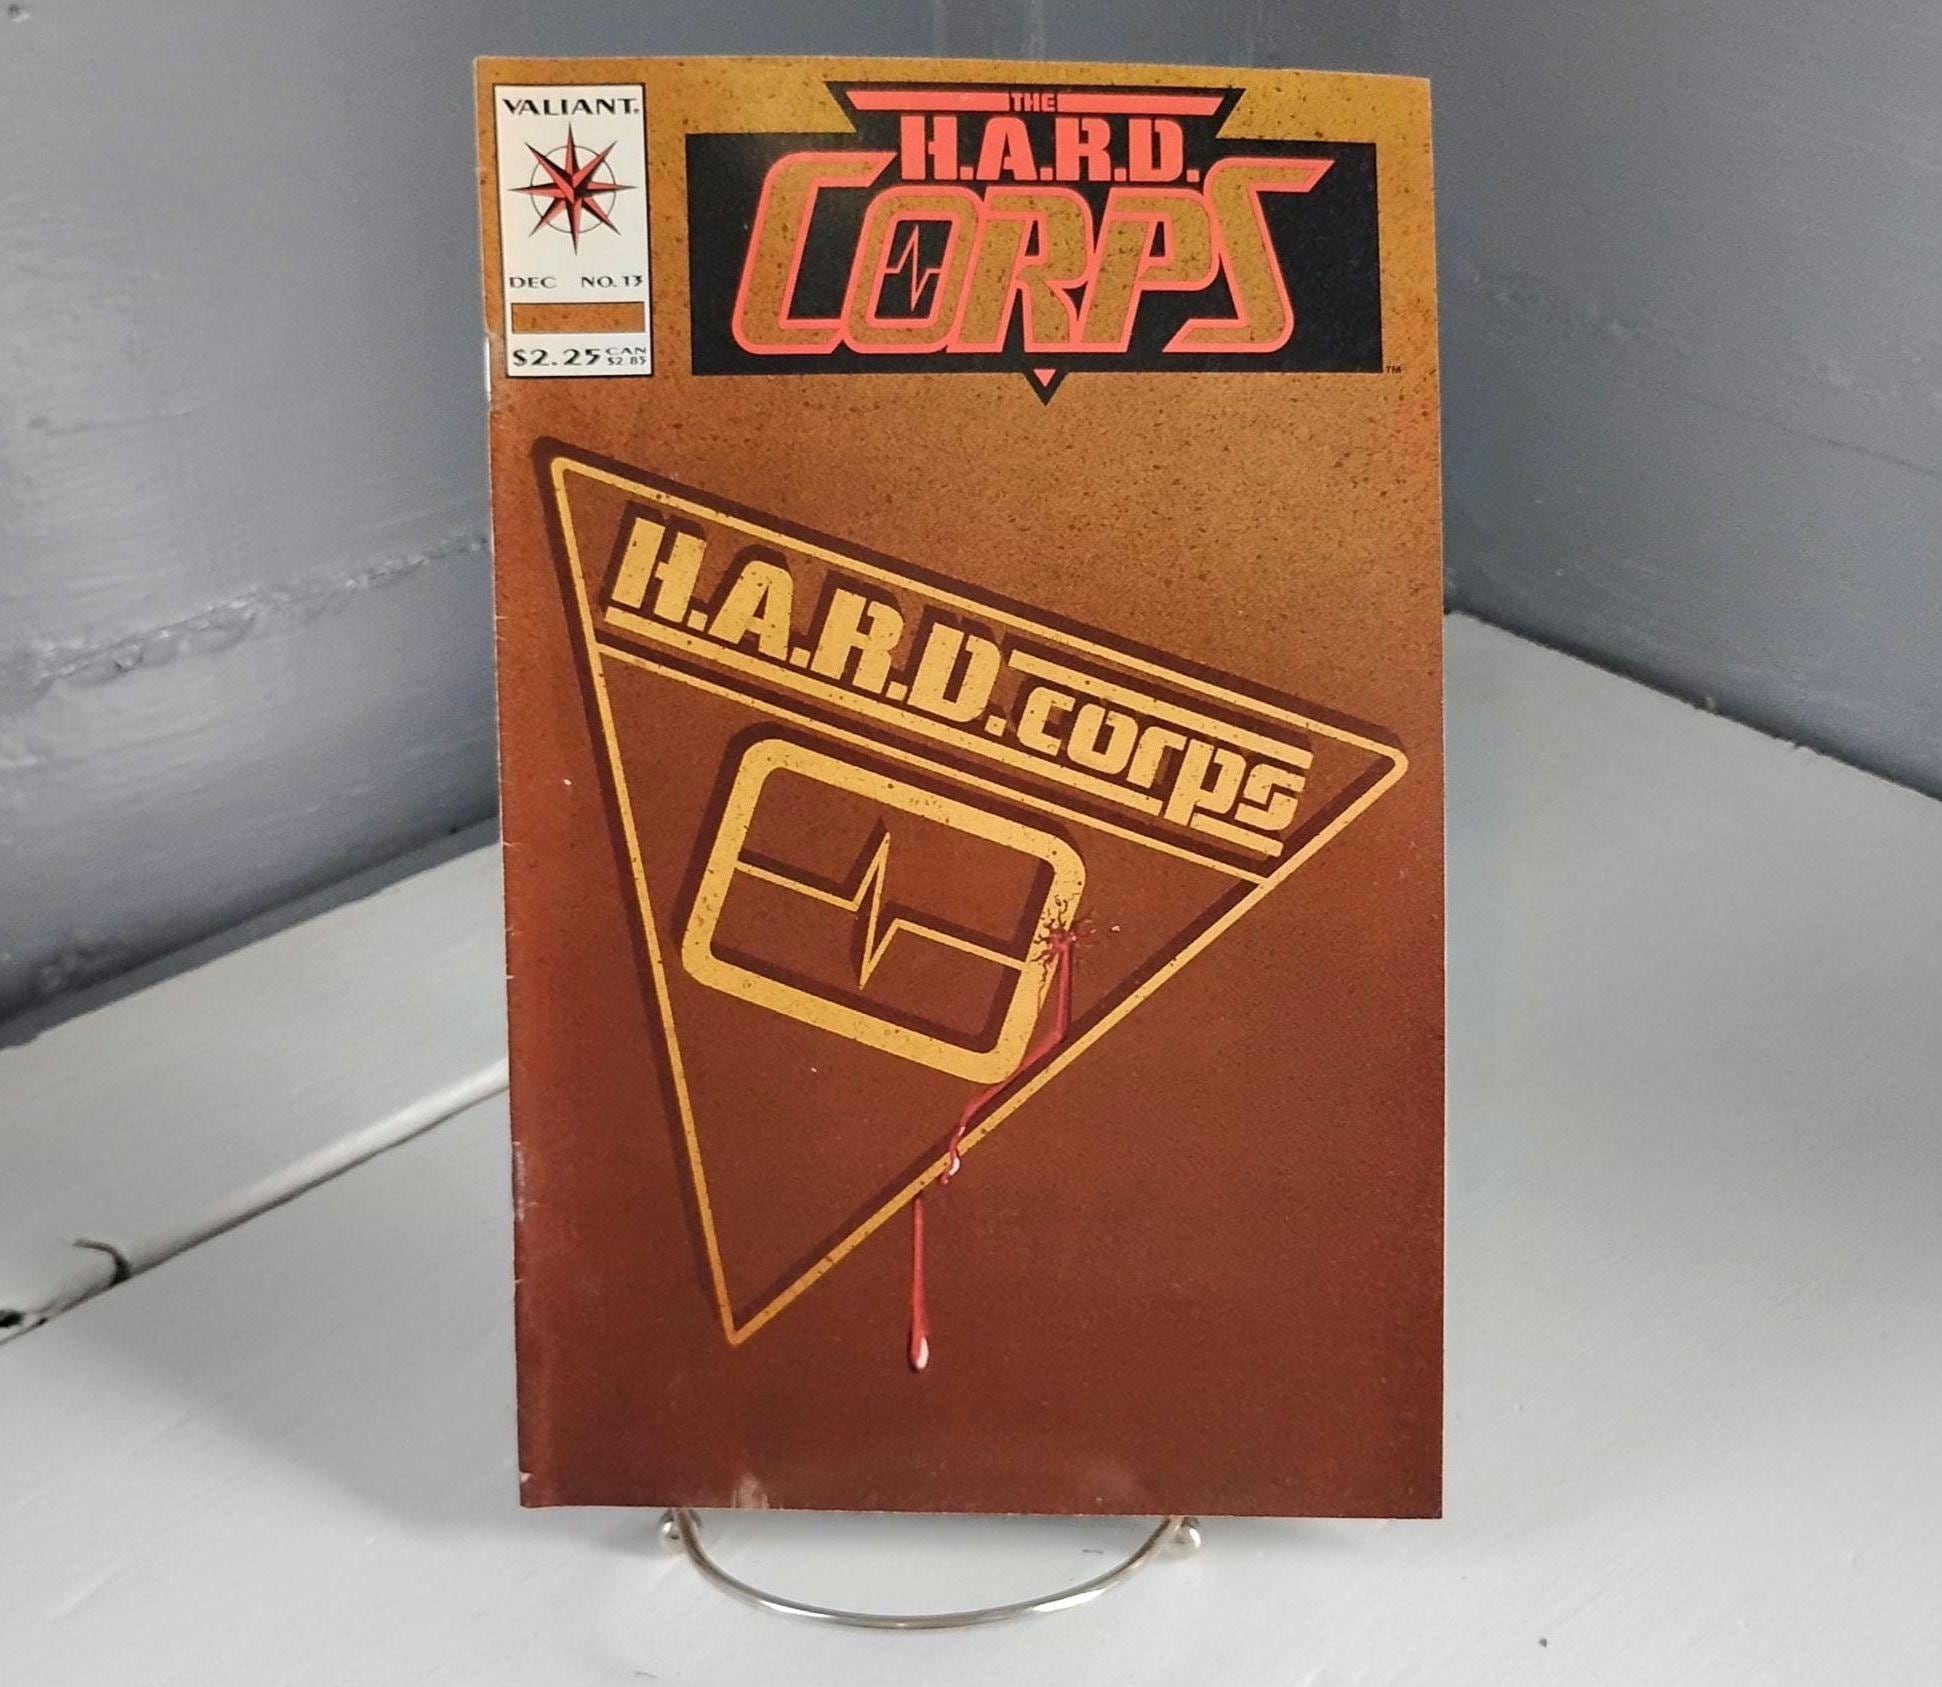 VALIANT.
DEC NO. 13
$2.25 CAN $2.85
THE
H.A.R.D.
CORPS
TM
H.A.R.D. corps